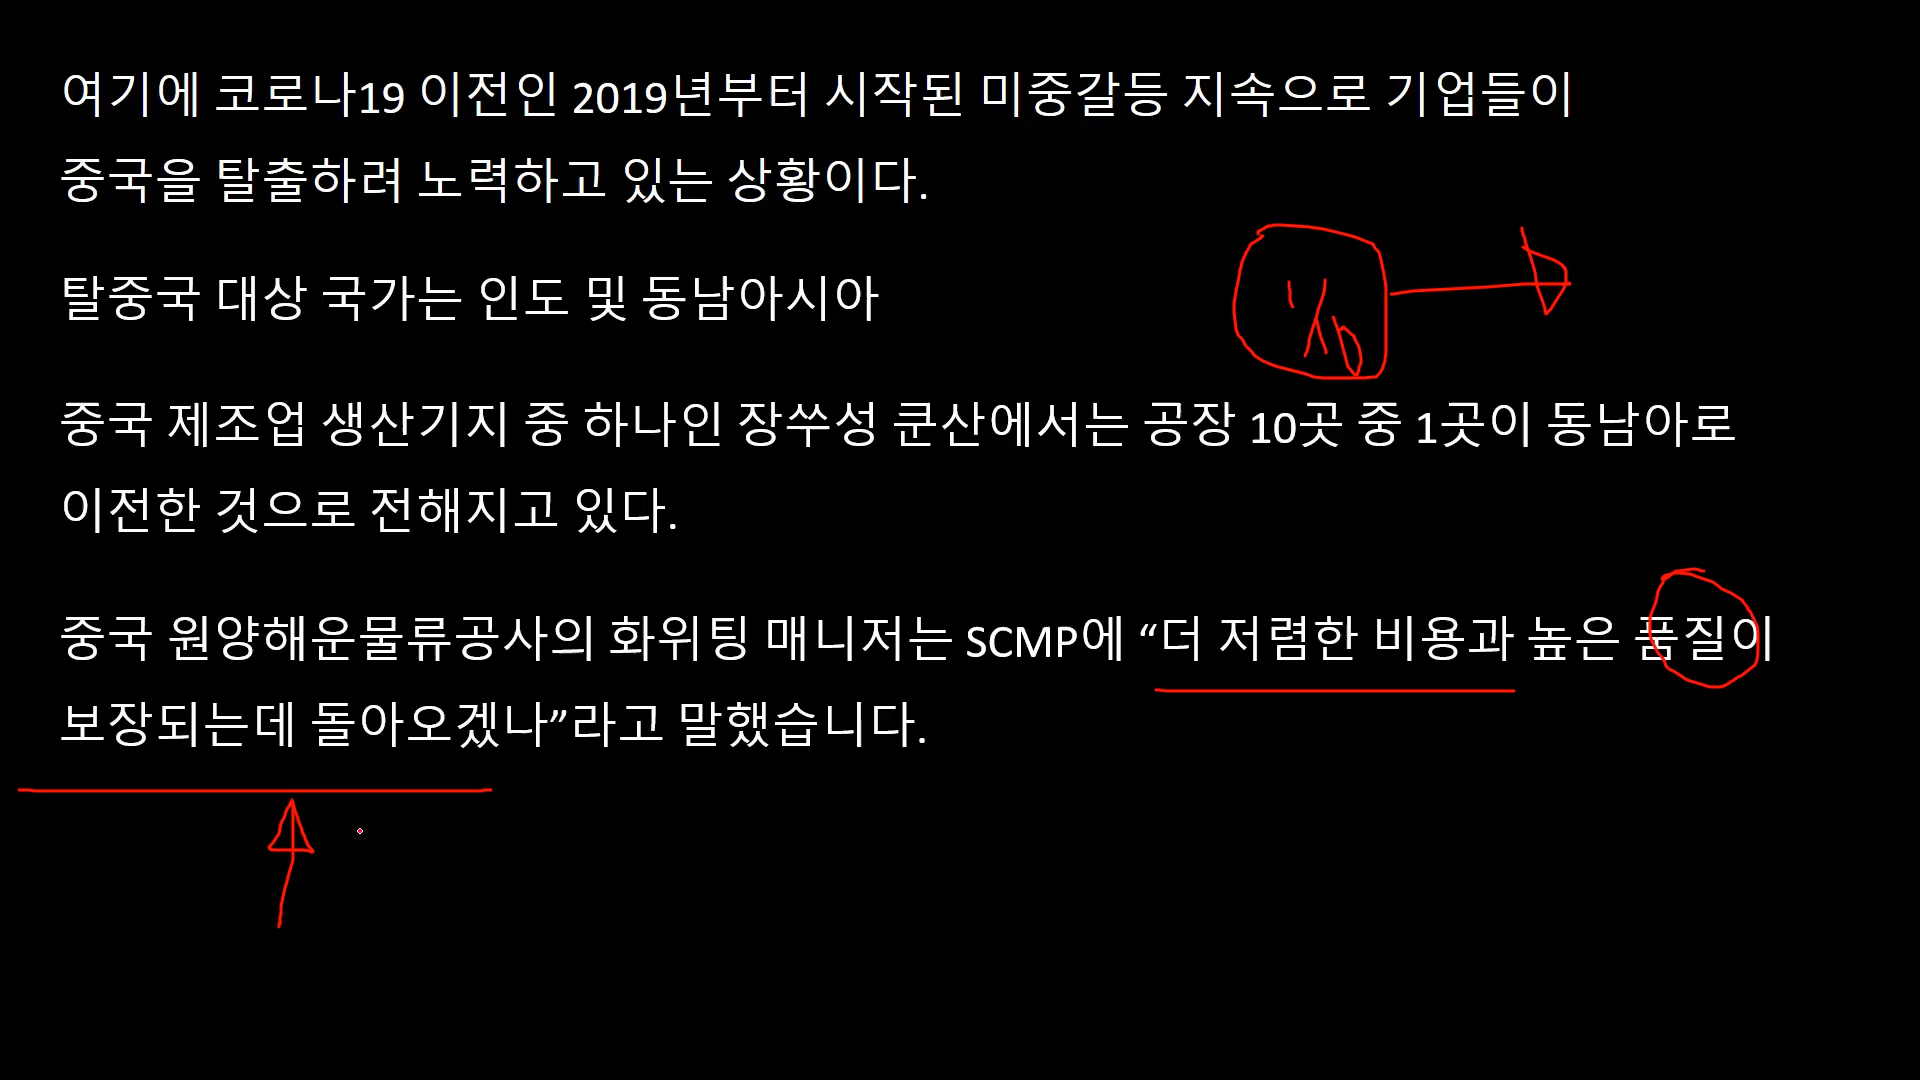 여기에 코로나19 이전인 2019년부터 시작된 미중갈등 지속으로 기업들이
중국을 탈출하려 노력하고 있는 상황이다.
탈중국 대상 국가는 인도 및 동남아시아
중국 제조업 생산기지 중 하나인 장쑤성 쿤산에서는 공장 10곳 중 1곳이 동남아로
이전한 것으로 전해지고 있다.
중국 원양해운물류공사의 화위팅 매니저는 SCMP에 “더 저렴한 비용과 높은 품질이
보장되는데 돌아오겠나”라고 말했습니다.